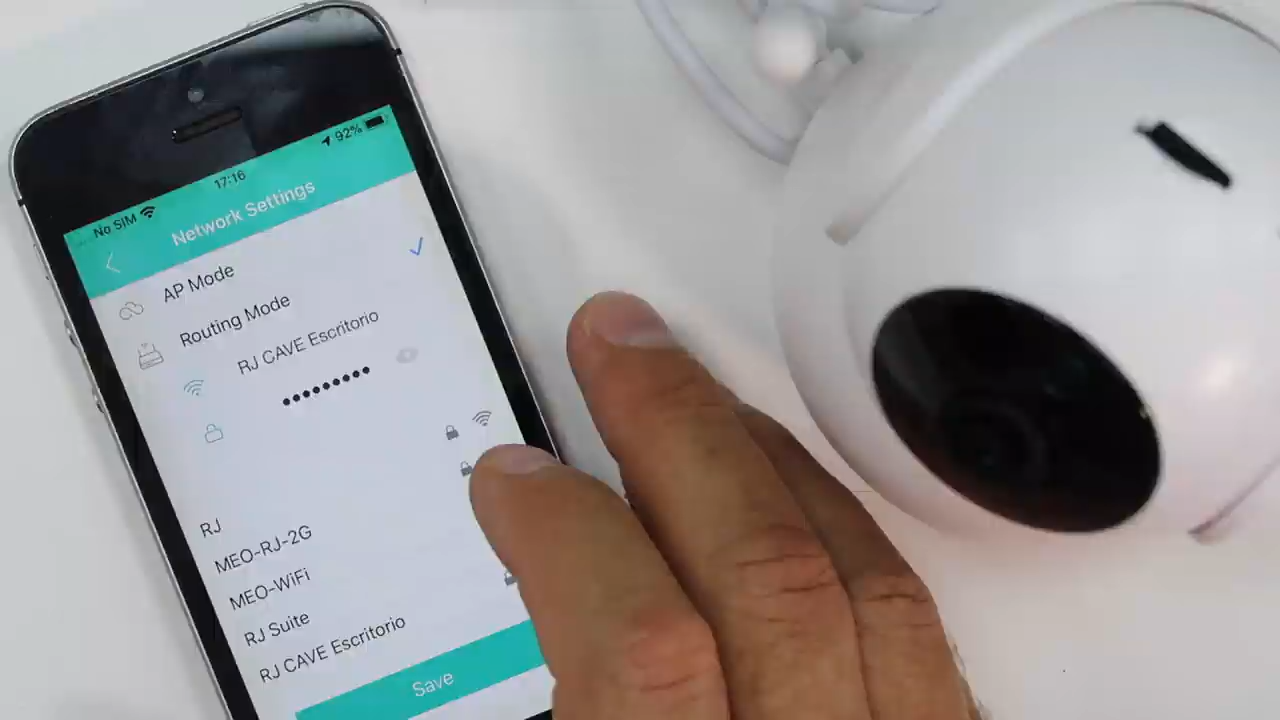 No SIM 17:16 92%
Network Settings
AP Mode
Routing Mode
RJ CAVE Escritorio
•••••••••
RJ
MEO-RJ-2G
MEO-WiFi
RJ Suite
RJ CAVE Escritorio
Save